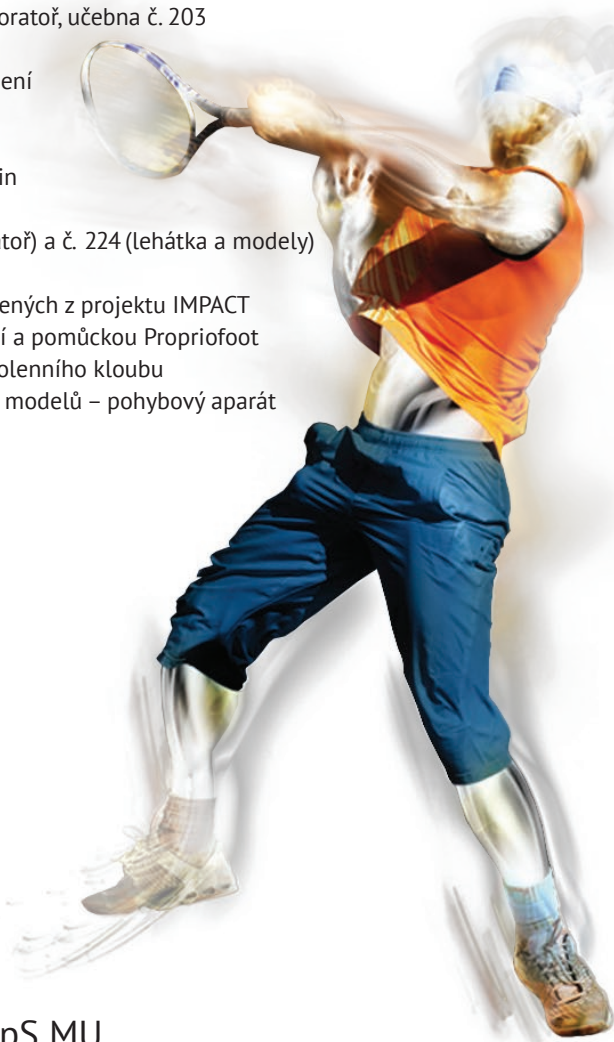 oratoř, učebna č. 203
ení
in
toř) a č. 224 (lehátka a modely)
ených z projektu IMPACT
í a pomůckou Propriofoot
olenního kloubu
modelů – pohybový aparát
pS MU